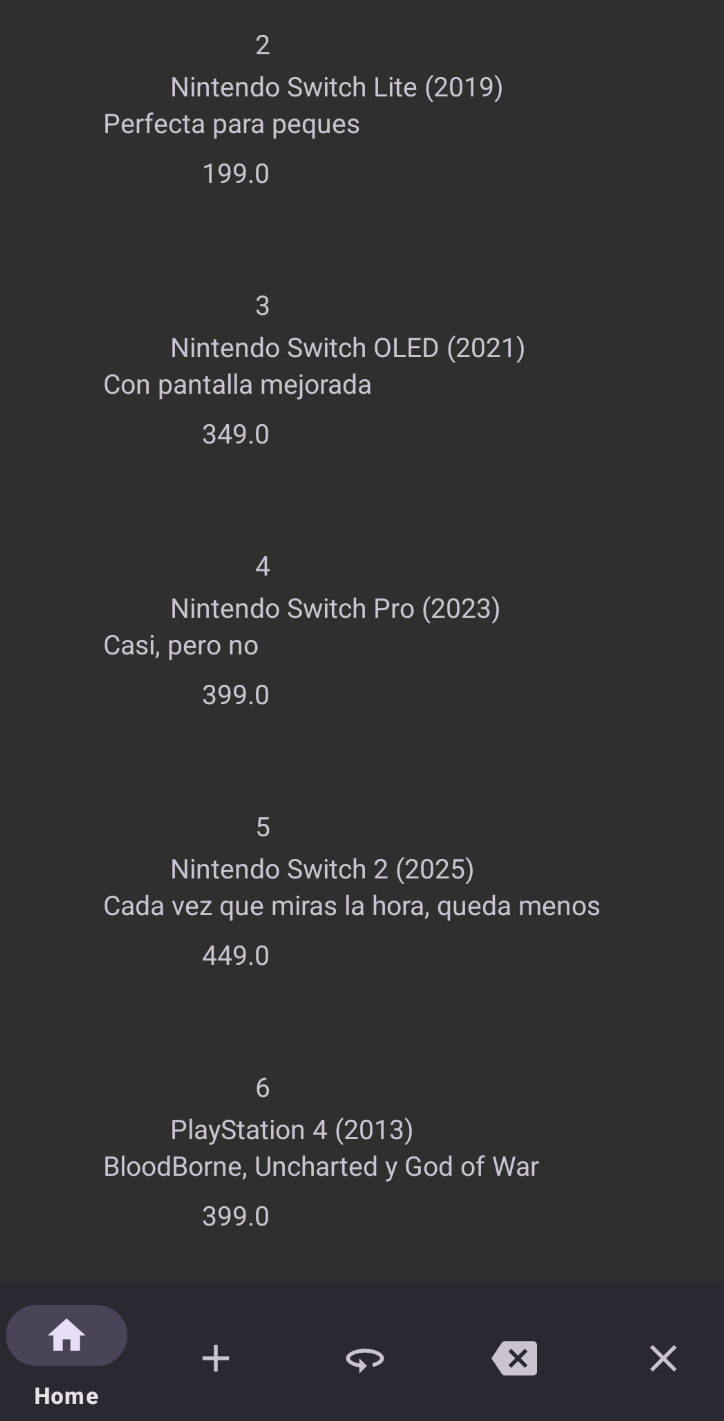 2
Nintendo Switch Lite (2019)
Perfecta para peques
199.0
3
Nintendo Switch OLED (2021)
Con pantalla mejorada
349.0
4
Nintendo Switch Pro (2023)
Casi, pero no
399.0
5
Nintendo Switch 2 (2025)
Cada vez que miras la hora, queda menos
449.0
6
PlayStation 4 (2013)
BloodBorne, Uncharted y God of War
399.0
Home